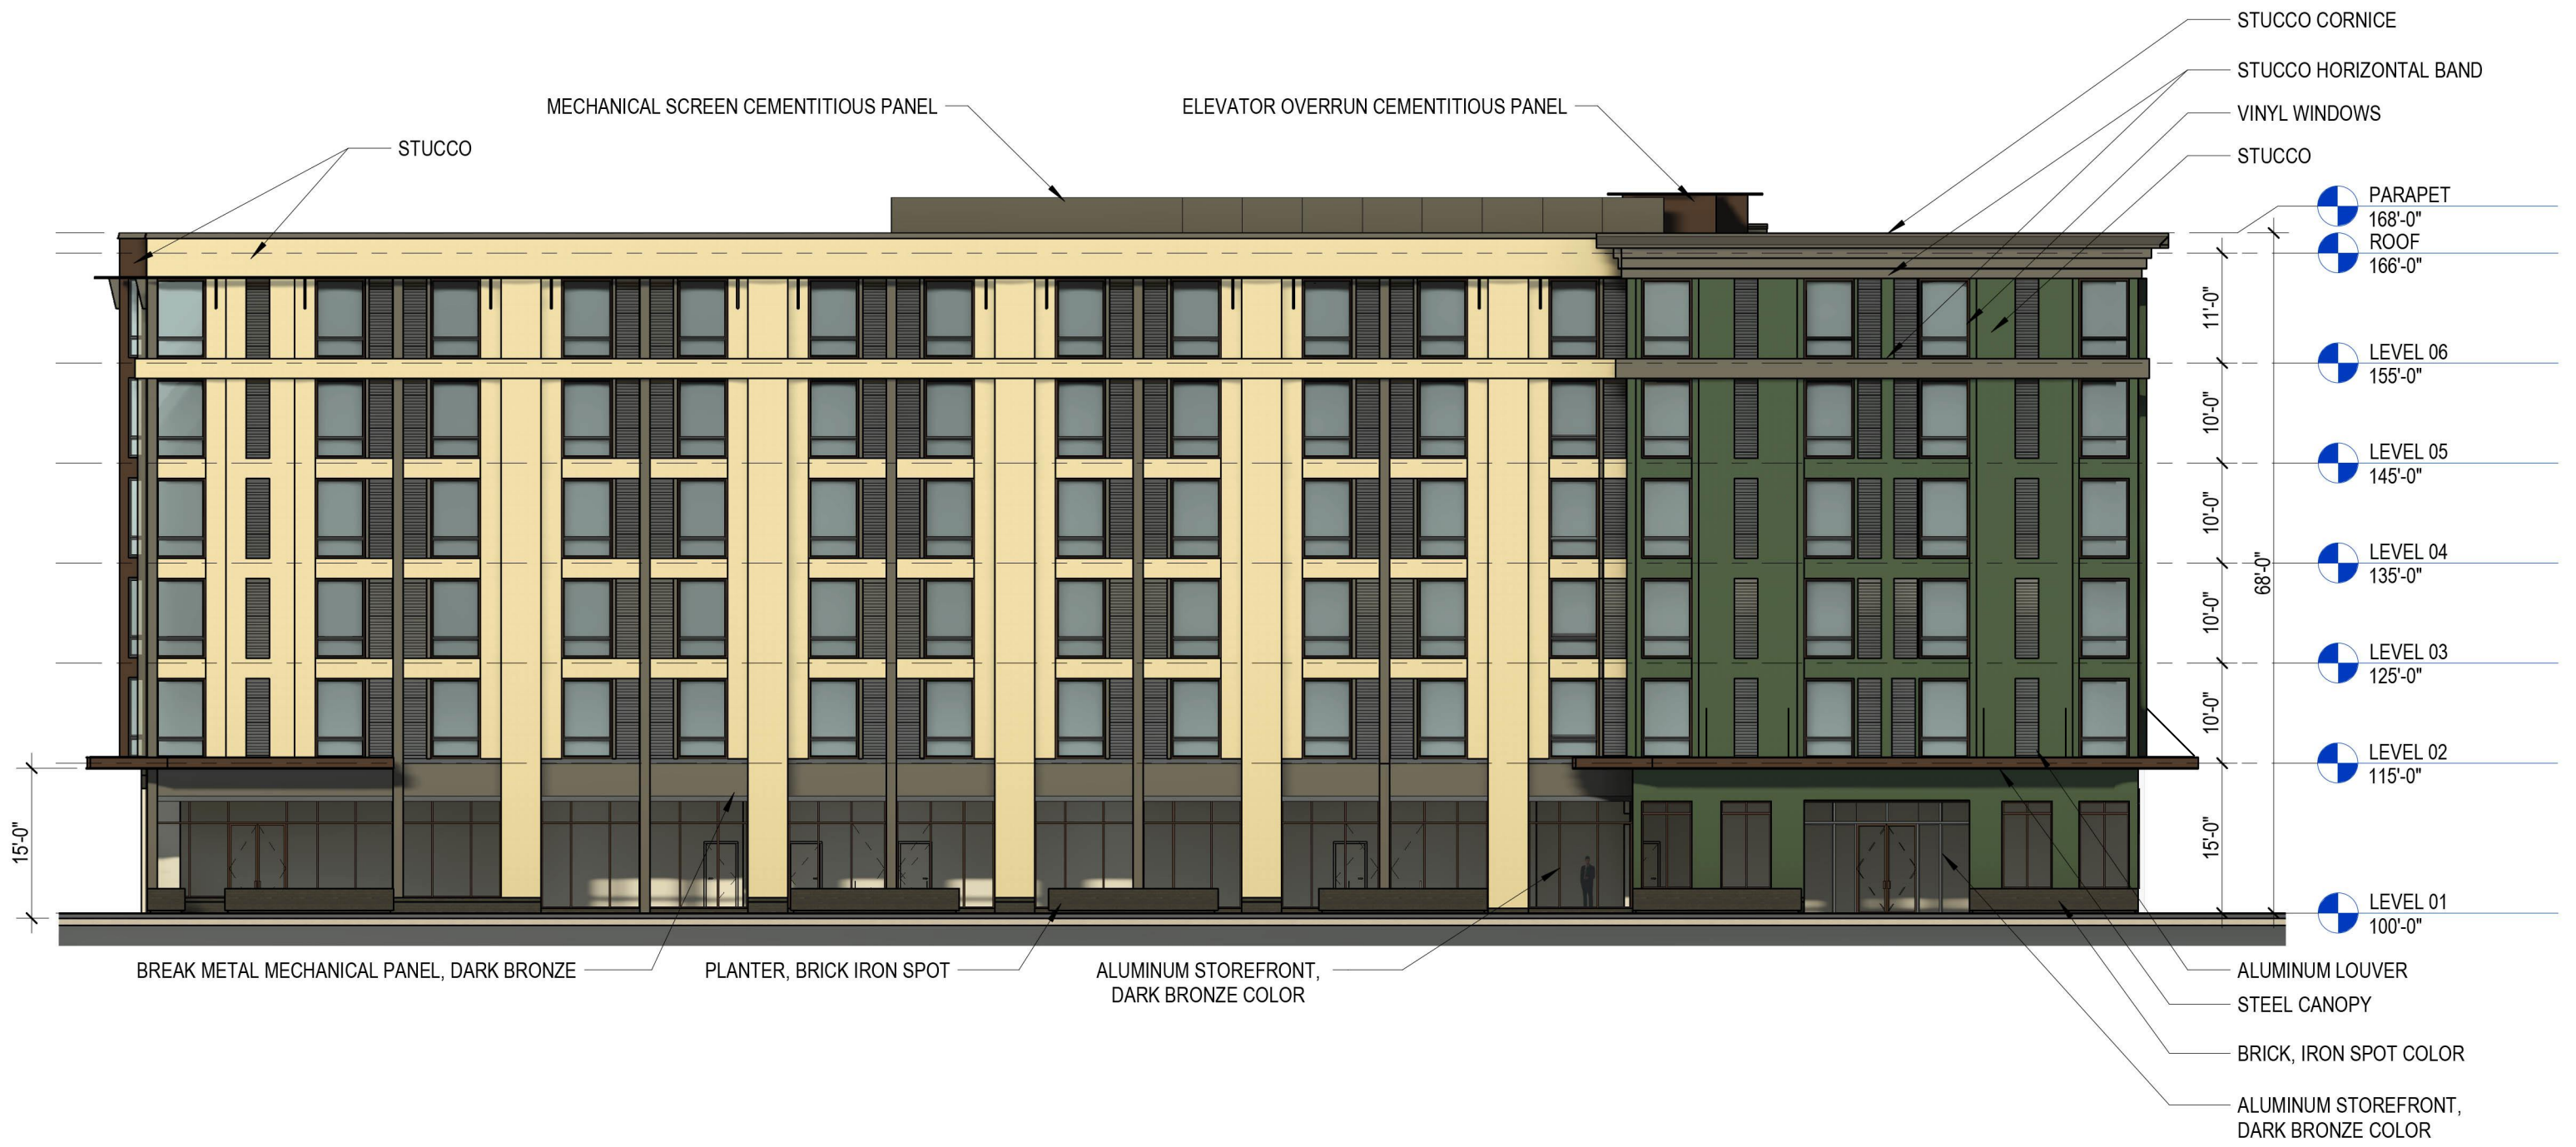 STUCCO CORNICE
STUCCO HORIZONTAL BAND
MECHANICAL SCREEN CEMENTITIOUS PANEL
ELEVATOR OVERRUN CEMENTITIOUS PANEL
VINYL WINDOWS
STUCCO
STUCCO
PARAPET
168'-0"
ROOF
166'-0"
11'-0"
LEVEL 06
155'-0"
10'-0"
LEVEL 05
145'-0"
10'-0"
LEVEL 04
135'-0"
68'-0"
10'-0"
LEVEL 03
125'-0"
10'-0"
LEVEL 02
115'-0"
15'-0"
15'-0"
LEVEL 01
100'-0"
BREAK METAL MECHANICAL PANEL, DARK BRONZE
PLANTER, BRICK IRON SPOT
ALUMINUM STOREFRONT,
DARK BRONZE COLOR
ALUMINUM LOUVER
STEEL CANOPY
BRICK, IRON SPOT COLOR
ALUMINUM STOREFRONT,
DARK BRONZE COLOR